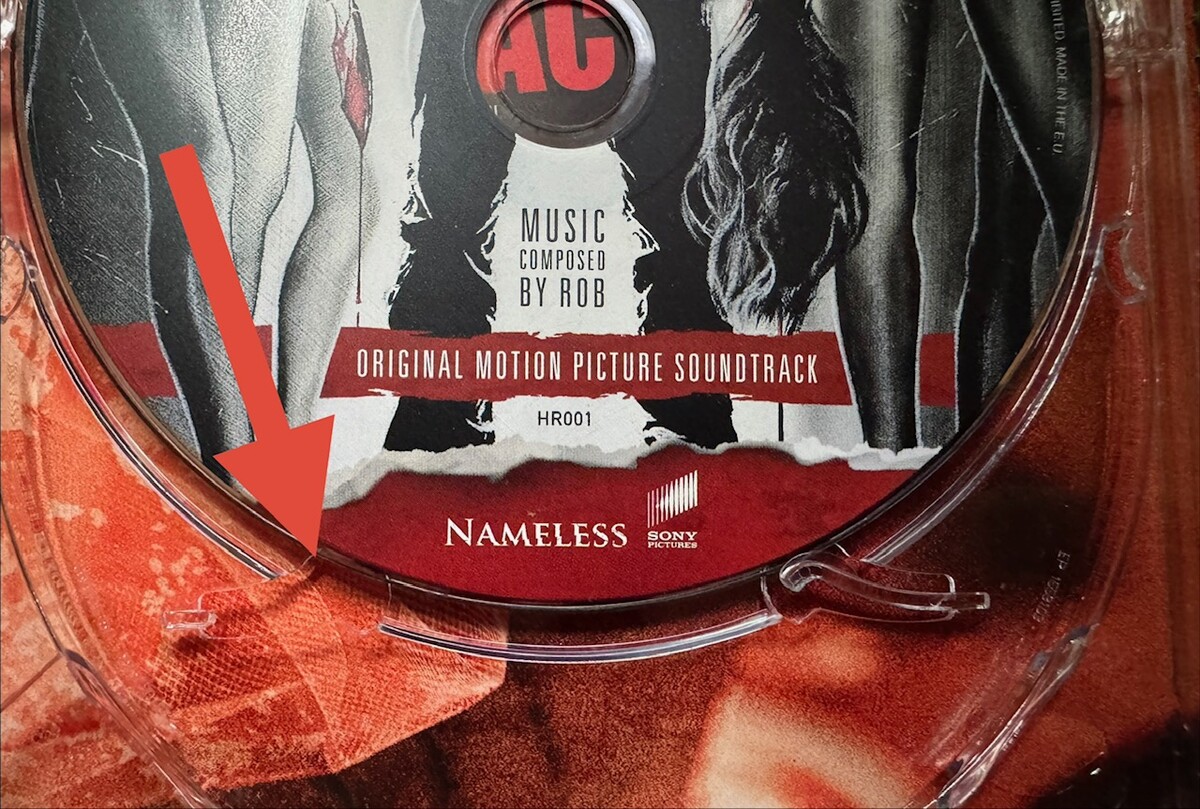 AC
MUSIC
COMPOSED
BY ROB
ORIGINAL MOTION PICTURE SOUNDTRACK
HR001
NAMELESS
SONY
PICTURES
MADE IN THE E.U.